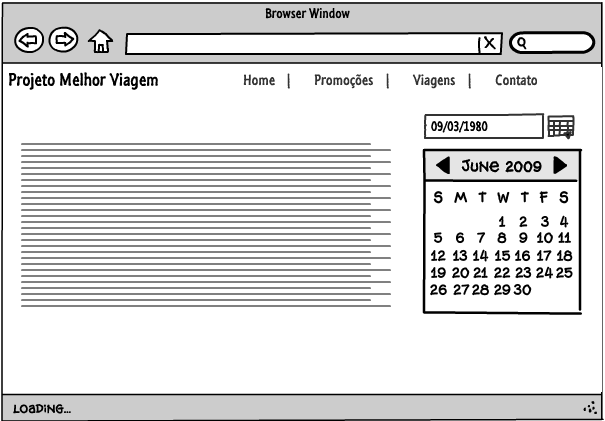 Browser Window
X
Projeto Melhor Viagem Home | Promoções | Viagens | Contato
09/03/1980
JUNE 2009
S M T W T F S
1 2 3 4
5 6 7 8 9 10 11
12 13 14 15 16 17 18
19 20 21 22 23 24 25
26 27 28 29 30
LOADING...